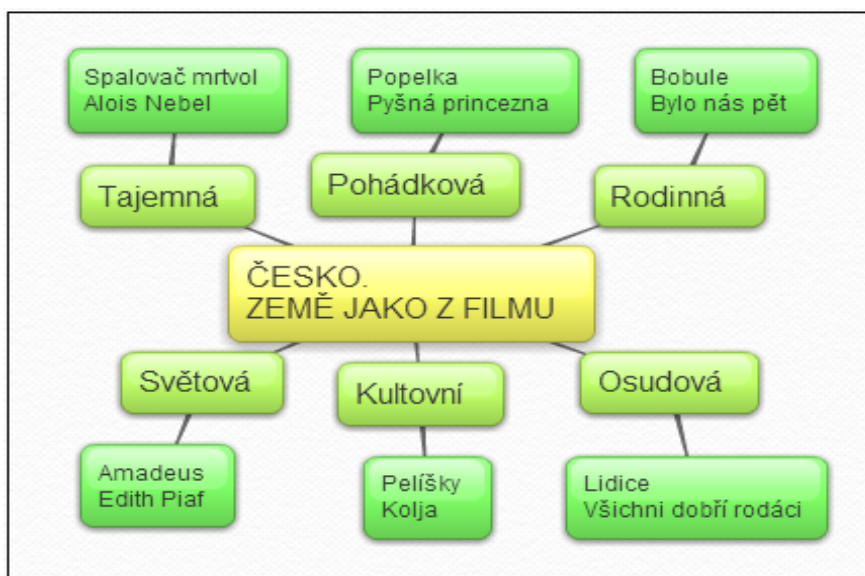 Spalovač mrtvol
Alois Nebel
Popelka
Pyšná princezna
Bobule
Bylo nás pět
Tajemná
Pohádková
Rodinná
ČESKO.
ZEMĚ JAKO Z FILMU
Světová
Kultovní
Osudová
Amadeus
Edith Piaf
Pelíšky
Kolja
Lidice
Všichni dobří rodáci